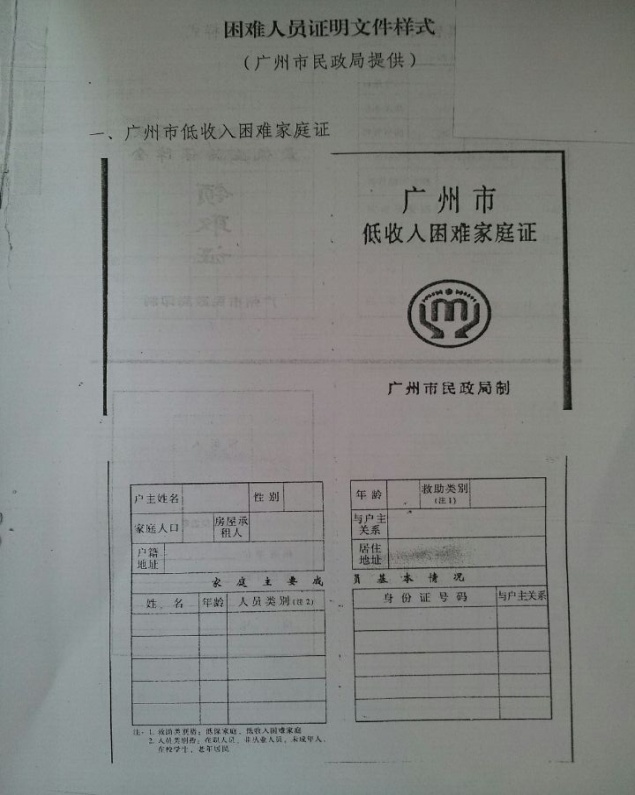 困难人员证明文件样式
（广州市民政局提供）
一、广州市低收入困难家庭证
广州市
低收入困难家庭证
广州市民政局制
户主姓名 性别
家庭人口 房屋承租人
户籍地址
年龄 救助类别(注1)
与户主关系
居住地址
家庭主要成员基本情况
姓名 年龄 人员类别(注2) 身份证号码 与户主关系
注：1. 救助类别指：低保家庭、低收入困难家庭
2. 人员类别指：在职人员、非从业人员、未成年人、
在校学生、老年居民